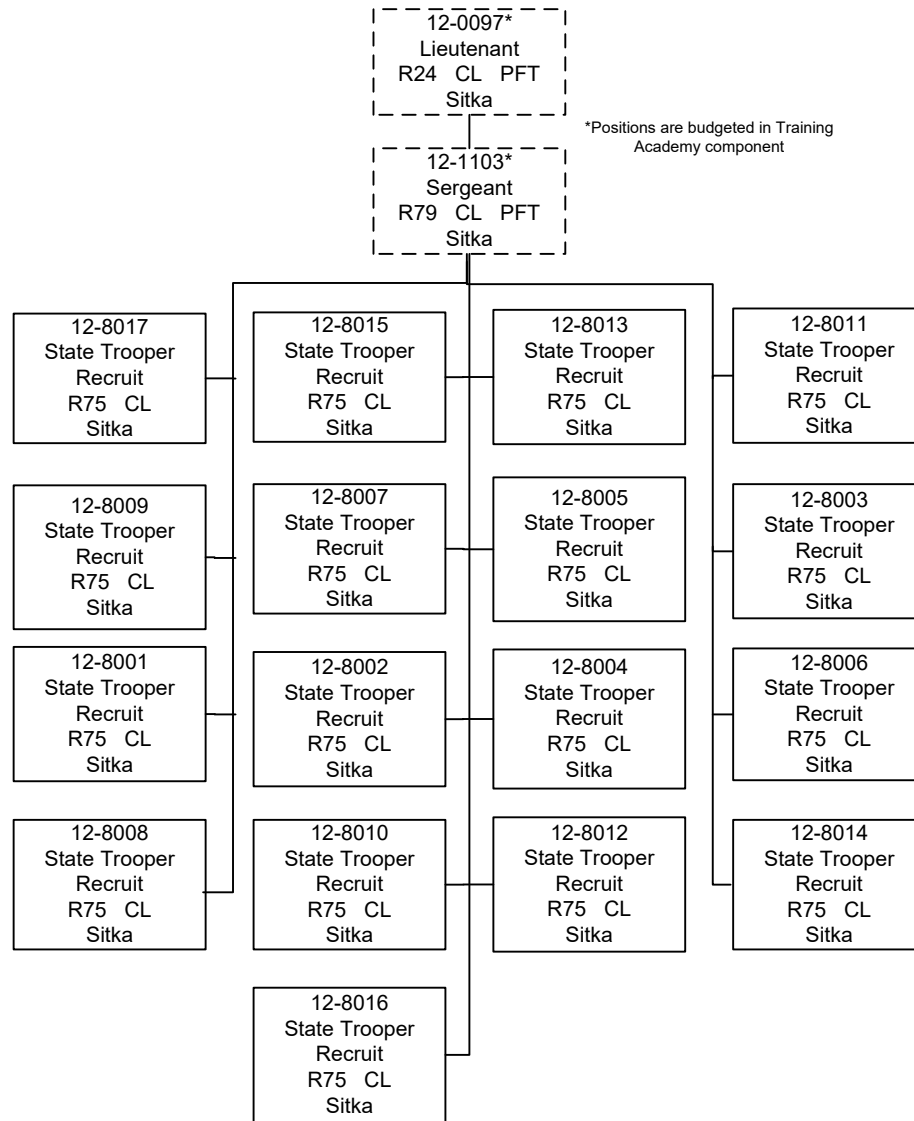 12-0097*
Lieutenant
R24 CL PFT
Sitka
*Positions are budgeted in Training
Academy component
12-1103*
Sergeant
R79 CL PFT
Sitka
12-8017
State Trooper
Recruit
R75 CL
Sitka
12-8015
State Trooper
Recruit
R75 CL
Sitka
12-8013
State Trooper
Recruit
R75 CL
Sitka
12-8011
State Trooper
Recruit
R75 CL
Sitka
12-8009
State Trooper
Recruit
R75 CL
Sitka
12-8007
State Trooper
Recruit
R75 CL
Sitka
12-8005
State Trooper
Recruit
R75 CL
Sitka
12-8003
State Trooper
Recruit
R75 CL
Sitka
12-8001
State Trooper
Recruit
R75 CL
Sitka
12-8002
State Trooper
Recruit
R75 CL
Sitka
12-8004
State Trooper
Recruit
R75 CL
Sitka
12-8006
State Trooper
Recruit
R75 CL
Sitka
12-8008
State Trooper
Recruit
R75 CL
Sitka
12-8010
State Trooper
Recruit
R75 CL
Sitka
12-8012
State Trooper
Recruit
R75 CL
Sitka
12-8014
State Trooper
Recruit
R75 CL
Sitka
12-8016
State Trooper
Recruit
R75 CL
Sitka